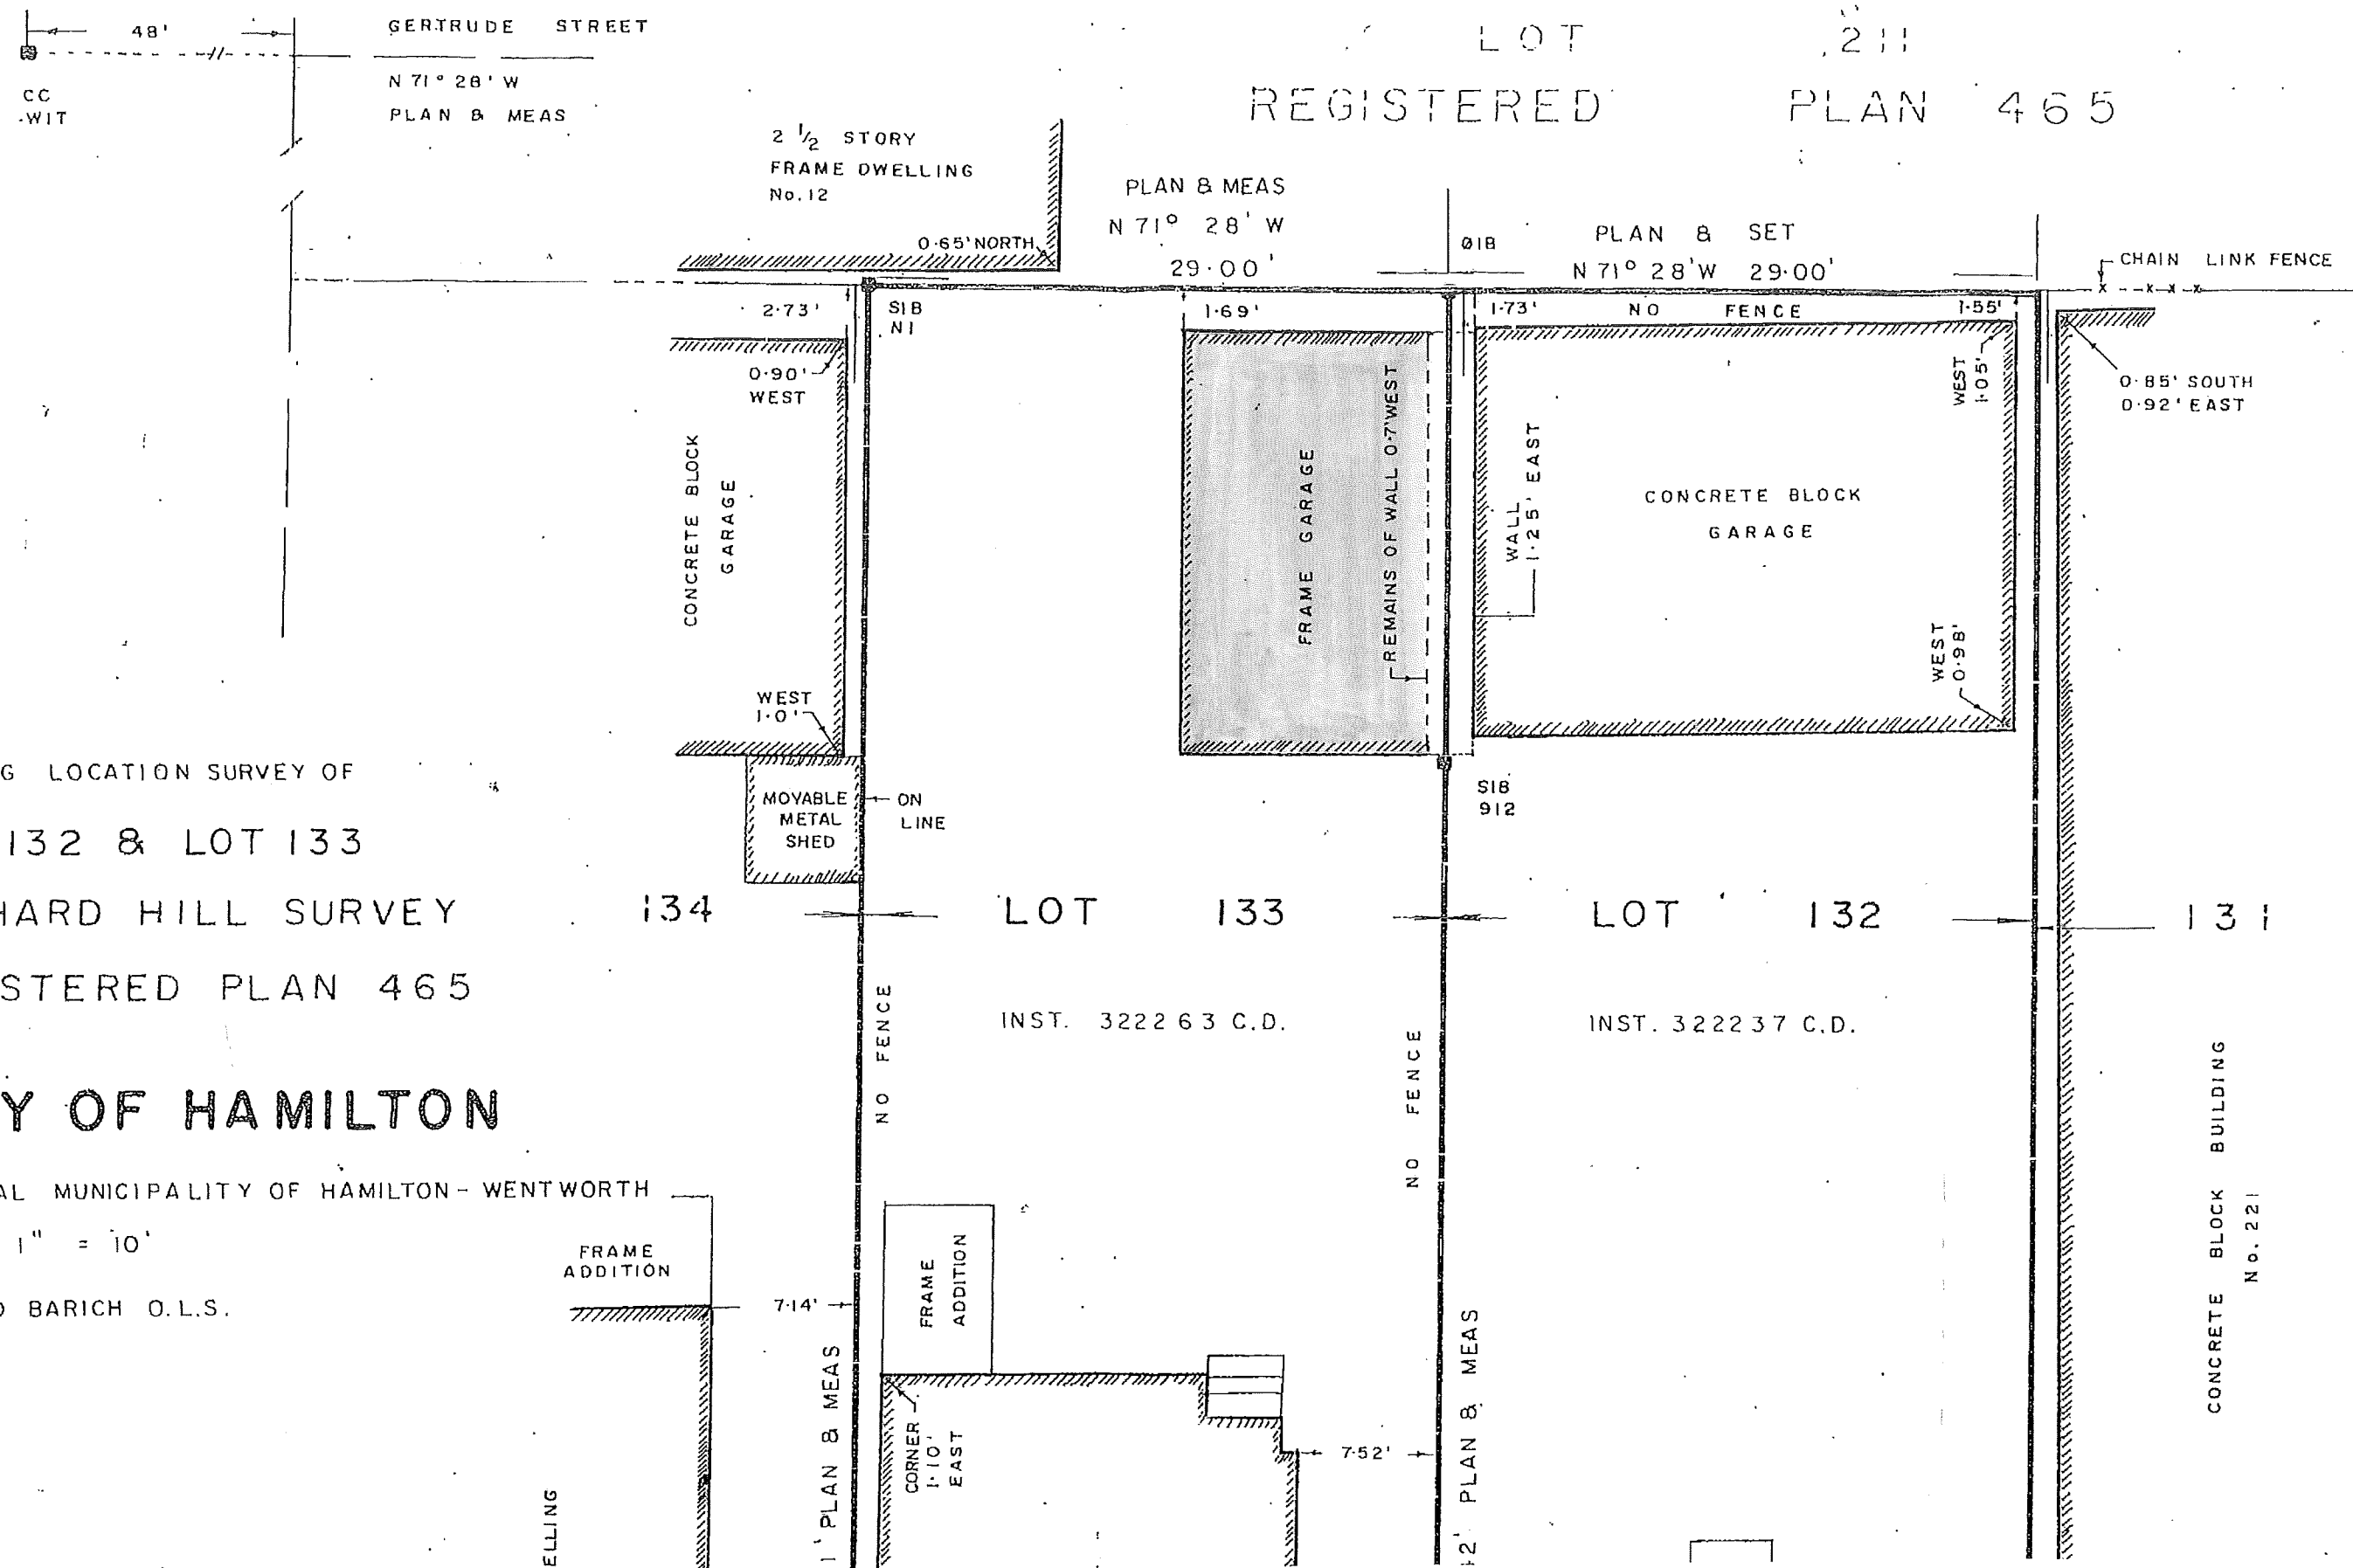 48'
GERTRUDE STREET
N 71° 28' W
PLAN & MEAS
CC
WIT
LOT 211
REGISTERED PLAN 465
2 1/2 STORY
FRAME DWELLING
No. 12
0.65' NORTH
PLAN & MEAS
N 71° 28' W
29.00'
ØIB
PLAN & SET
N 71° 28' W 29.00'
CHAIN LINK FENCE
x -x-x-x
2.73'
SIB
NI
1.69'
1.73'
NO FENCE
1.55'
0.90'
WEST
WEST
1.05'
0.85' SOUTH
0.92' EAST
CONCRETE BLOCK
GARAGE
FRAME GARAGE
REMAINS OF WALL 0.7' WEST
WALL
1.25' EAST
CONCRETE BLOCK
GARAGE
WEST
0.98'
WEST
1.0'
G LOCATION SURVEY OF
132 & LOT 133
HARD HILL SURVEY
STERED PLAN 465
Y OF HAMILTON
AL MUNICIPALITY OF HAMILTON - WENTWORTH
1" = 10'
BARICH O.L.S.
MOVABLE
METAL
SHED
ON
LINE
SIB
912
134
LOT 133
LOT 132
131
INST. 322263 C.D.
INST. 322237 C.D.
NO FENCE
NO FENCE
CONCRETE BLOCK BUILDING
No. 221
FRAME
ADDITION
7.14'
FRAME
ADDITION
1' PLAN & MEAS
CORNER
1.10'
EAST
7.52'
2' PLAN & MEAS
ELLING